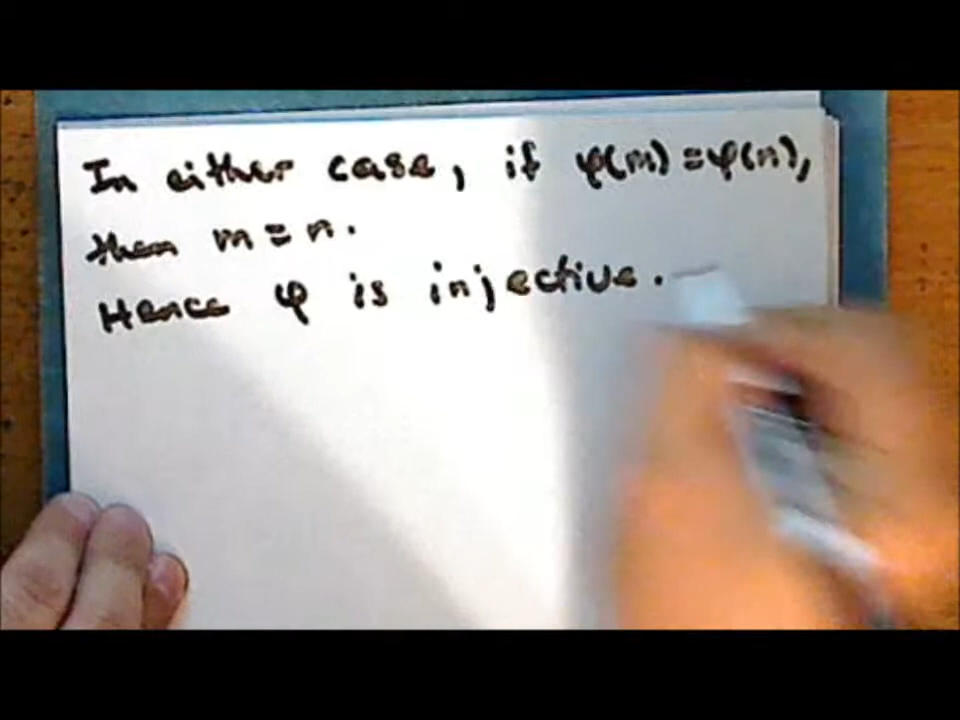 In either case, if φ(m) = φ(n),
then m = n.
Hence φ is injective.